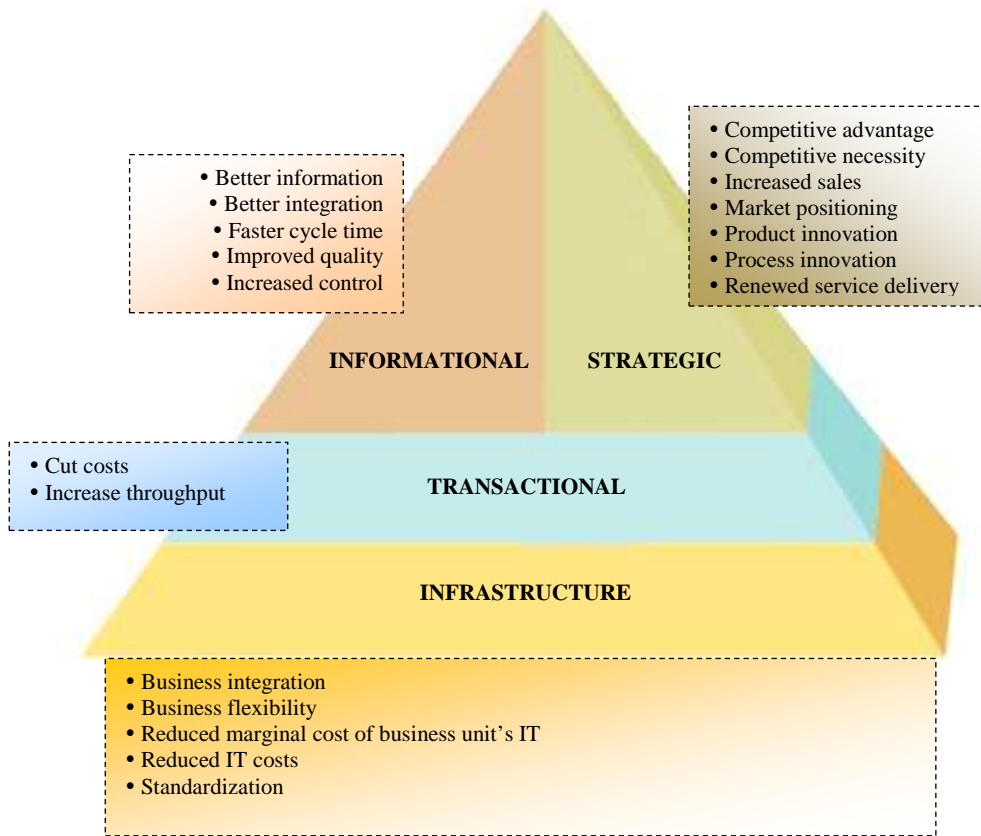 • Better information
• Better integration
• Faster cycle time
• Improved quality
• Increased control
• Competitive advantage
• Competitive necessity
• Increased sales
• Market positioning
• Product innovation
• Process innovation
• Renewed service delivery
INFORMATIONAL
STRATEGIC
• Cut costs
• Increase throughput
TRANSACTIONAL
INFRASTRUCTURE
• Business integration
• Business flexibility
• Reduced marginal cost of business unit’s IT
• Reduced IT costs
• Standardization